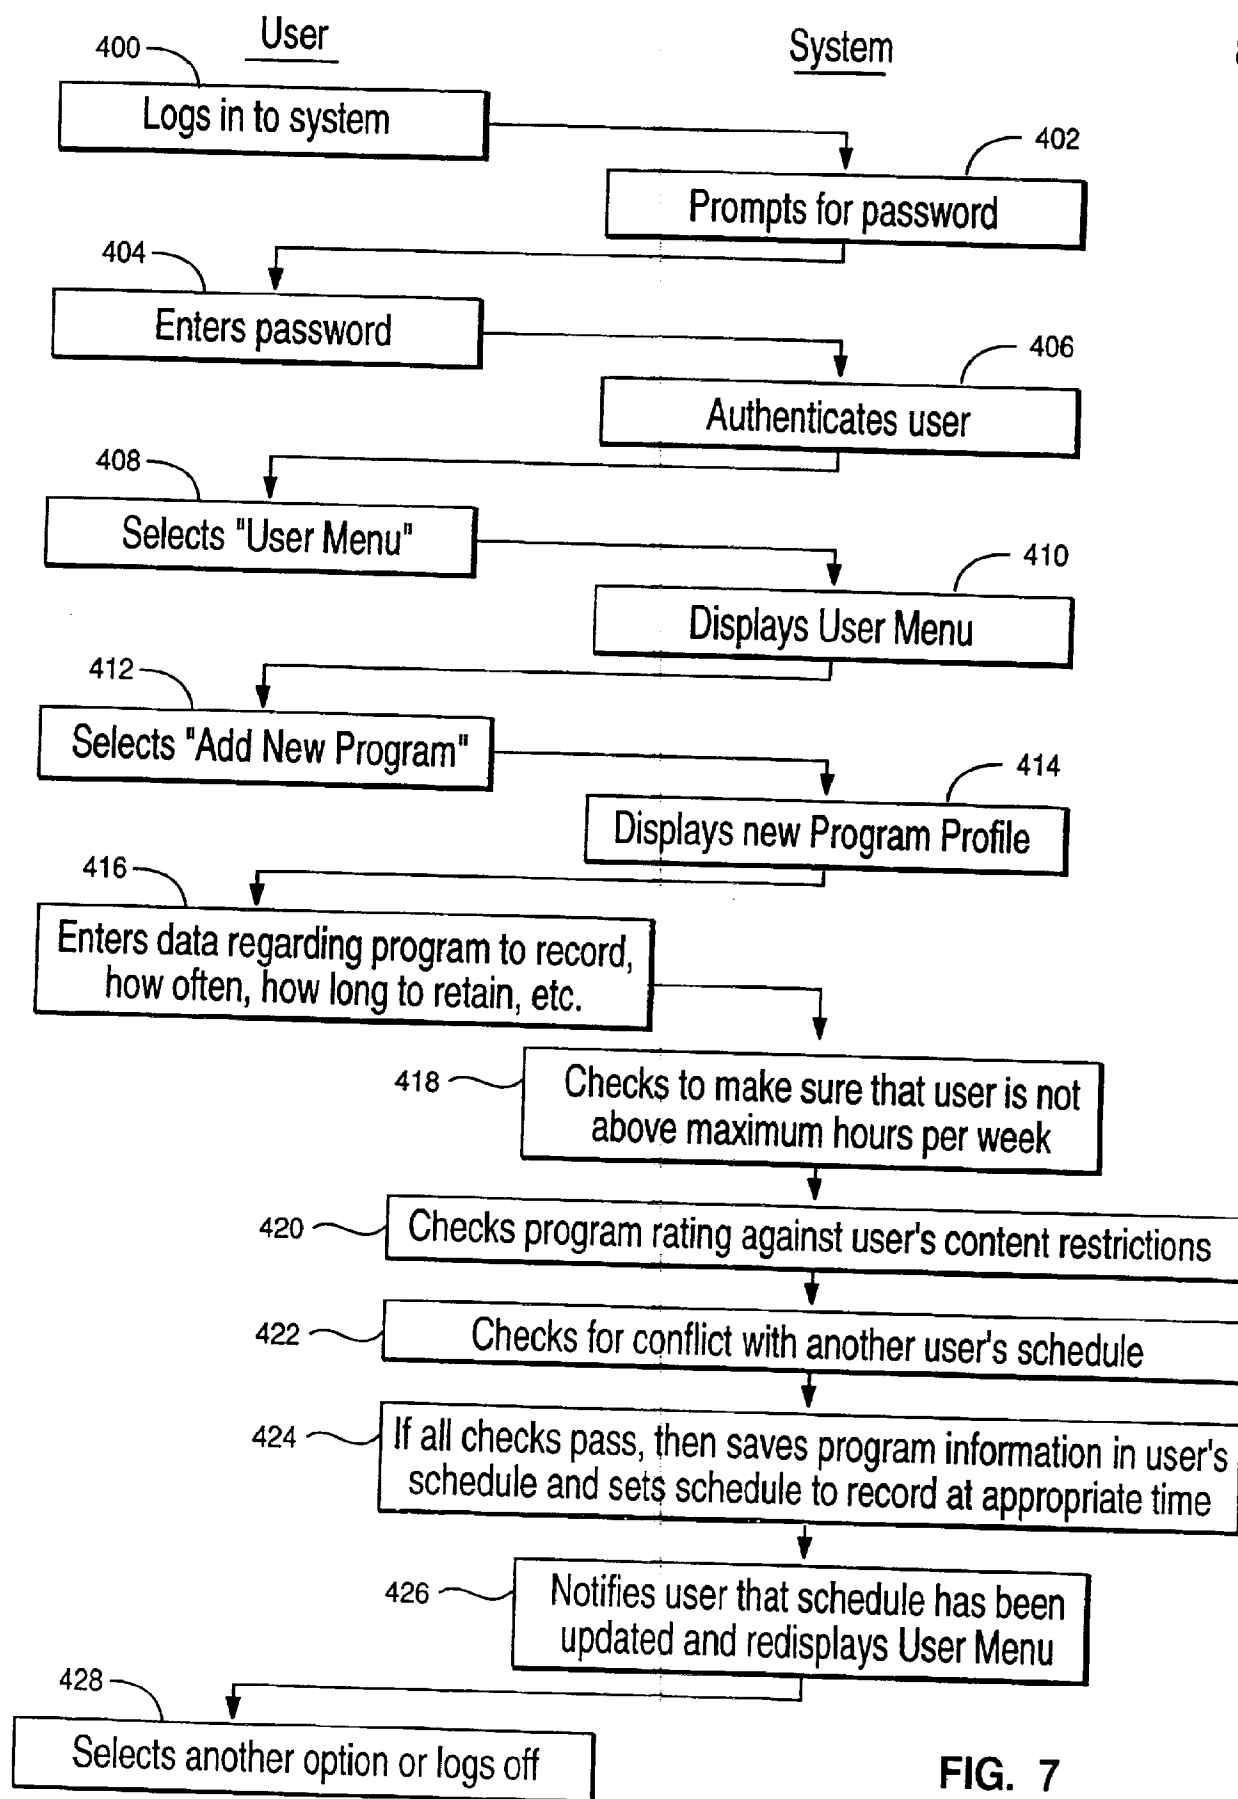 User
System
400
Logs in to system
402
Prompts for password
404
Enters password
406
Authenticates user
408
Selects "User Menu"
410
Displays User Menu
412
Selects "Add New Program"
414
Displays new Program Profile
416
Enters data regarding program to record,
how often, how long to retain, etc.
418
Checks to make sure that user is not
above maximum hours per week
420
Checks program rating against user's content restrictions
422
Checks for conflict with another user's schedule
424
If all checks pass, then saves program information in user's
schedule and sets schedule to record at appropriate time
426
Notifies user that schedule has been
updated and redisplays User Menu
428
Selects another option or logs off
FIG. 7